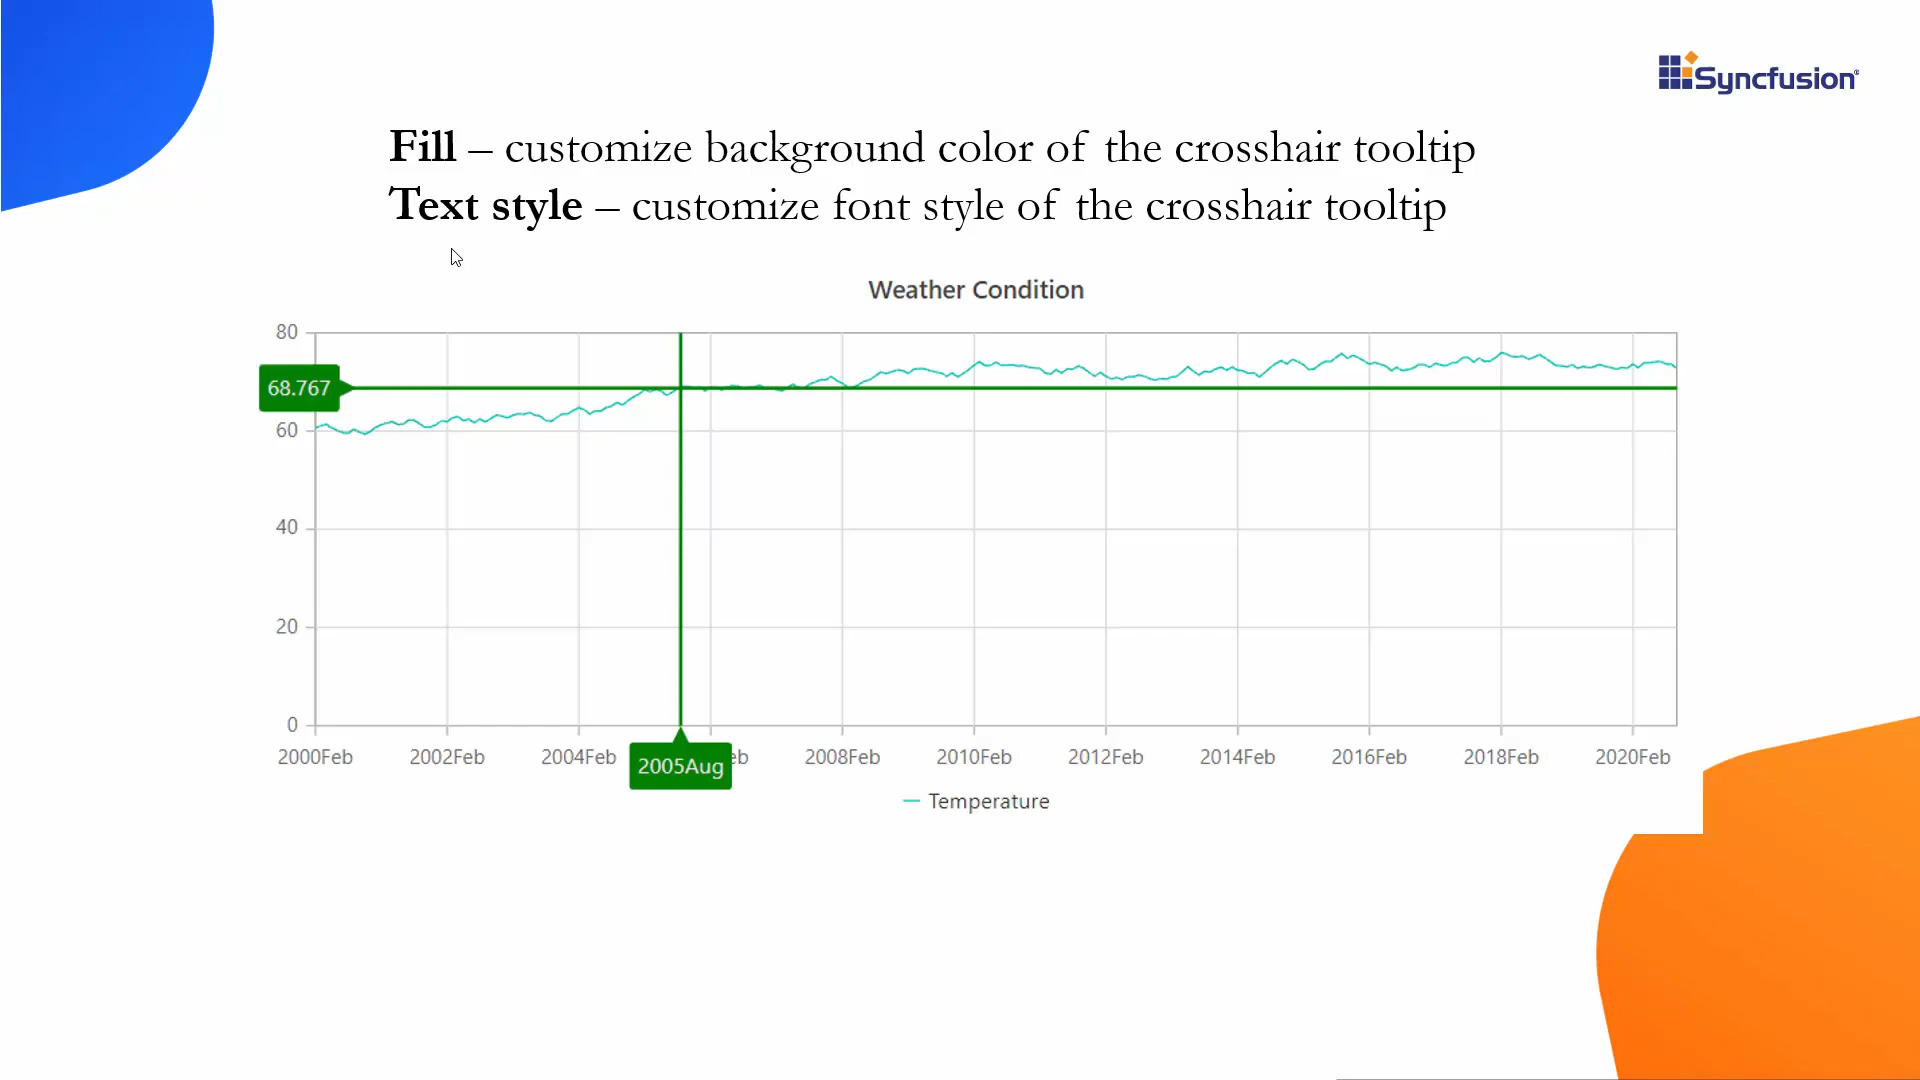 Syncfusion
Fill – customize background color of the crosshair tooltip
Text style – customize font style of the crosshair tooltip
Weather Condition
80
68.767
60
40
20
0
2000Feb 2002Feb 2004Feb 2005Aug eb 2008Feb 2010Feb 2012Feb 2014Feb 2016Feb 2018Feb 2020Feb
Temperature